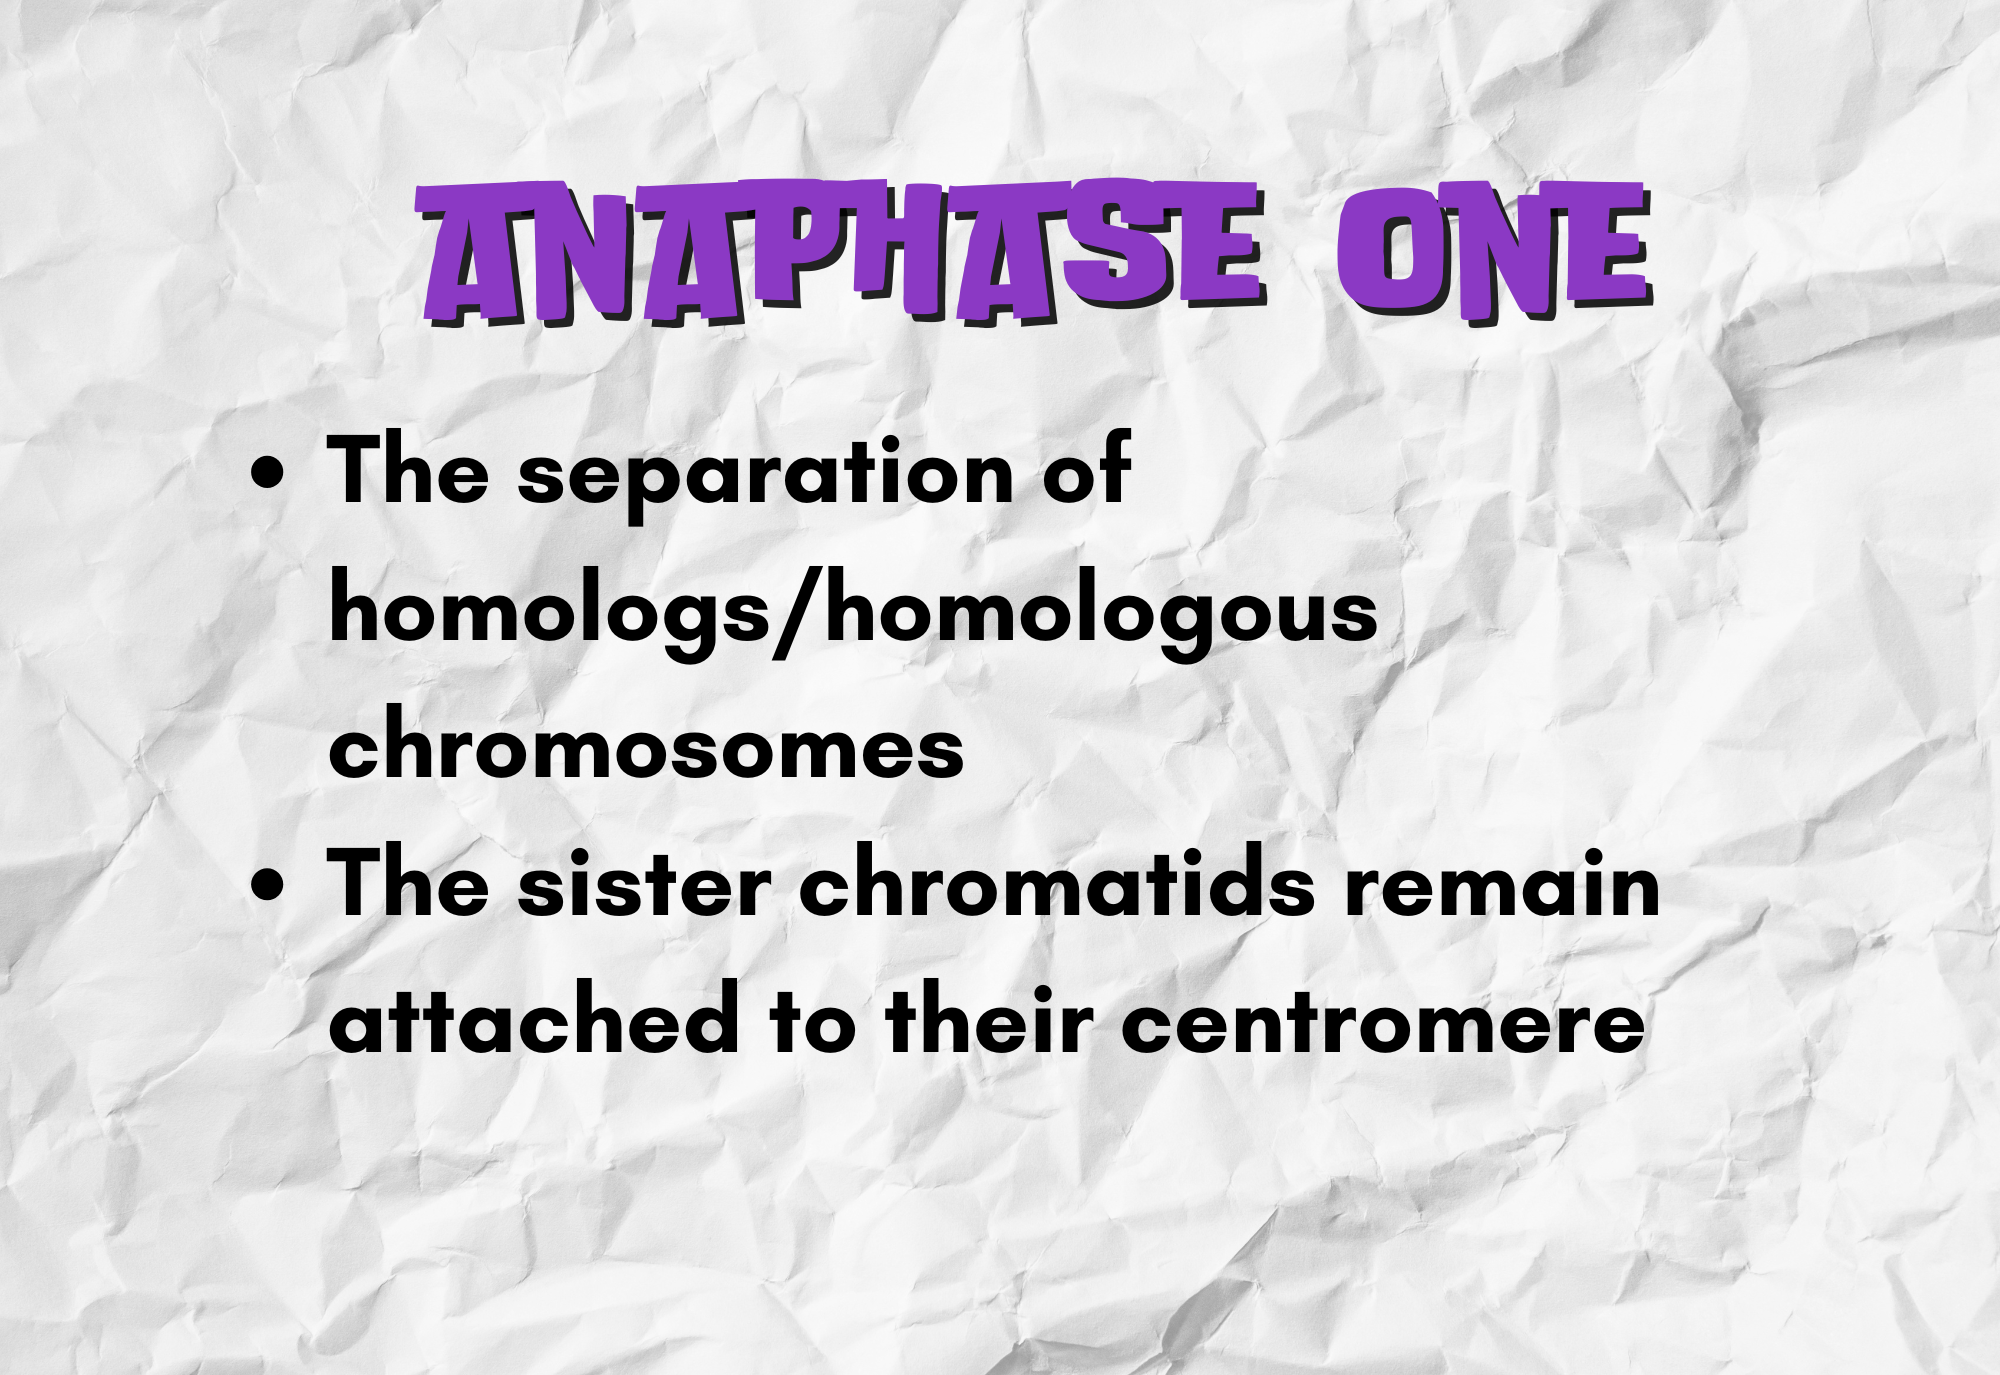 ANAPHASE ONE
• The separation of
homologs/homologous
chromosomes
• The sister chromatids remain
attached to their centromere